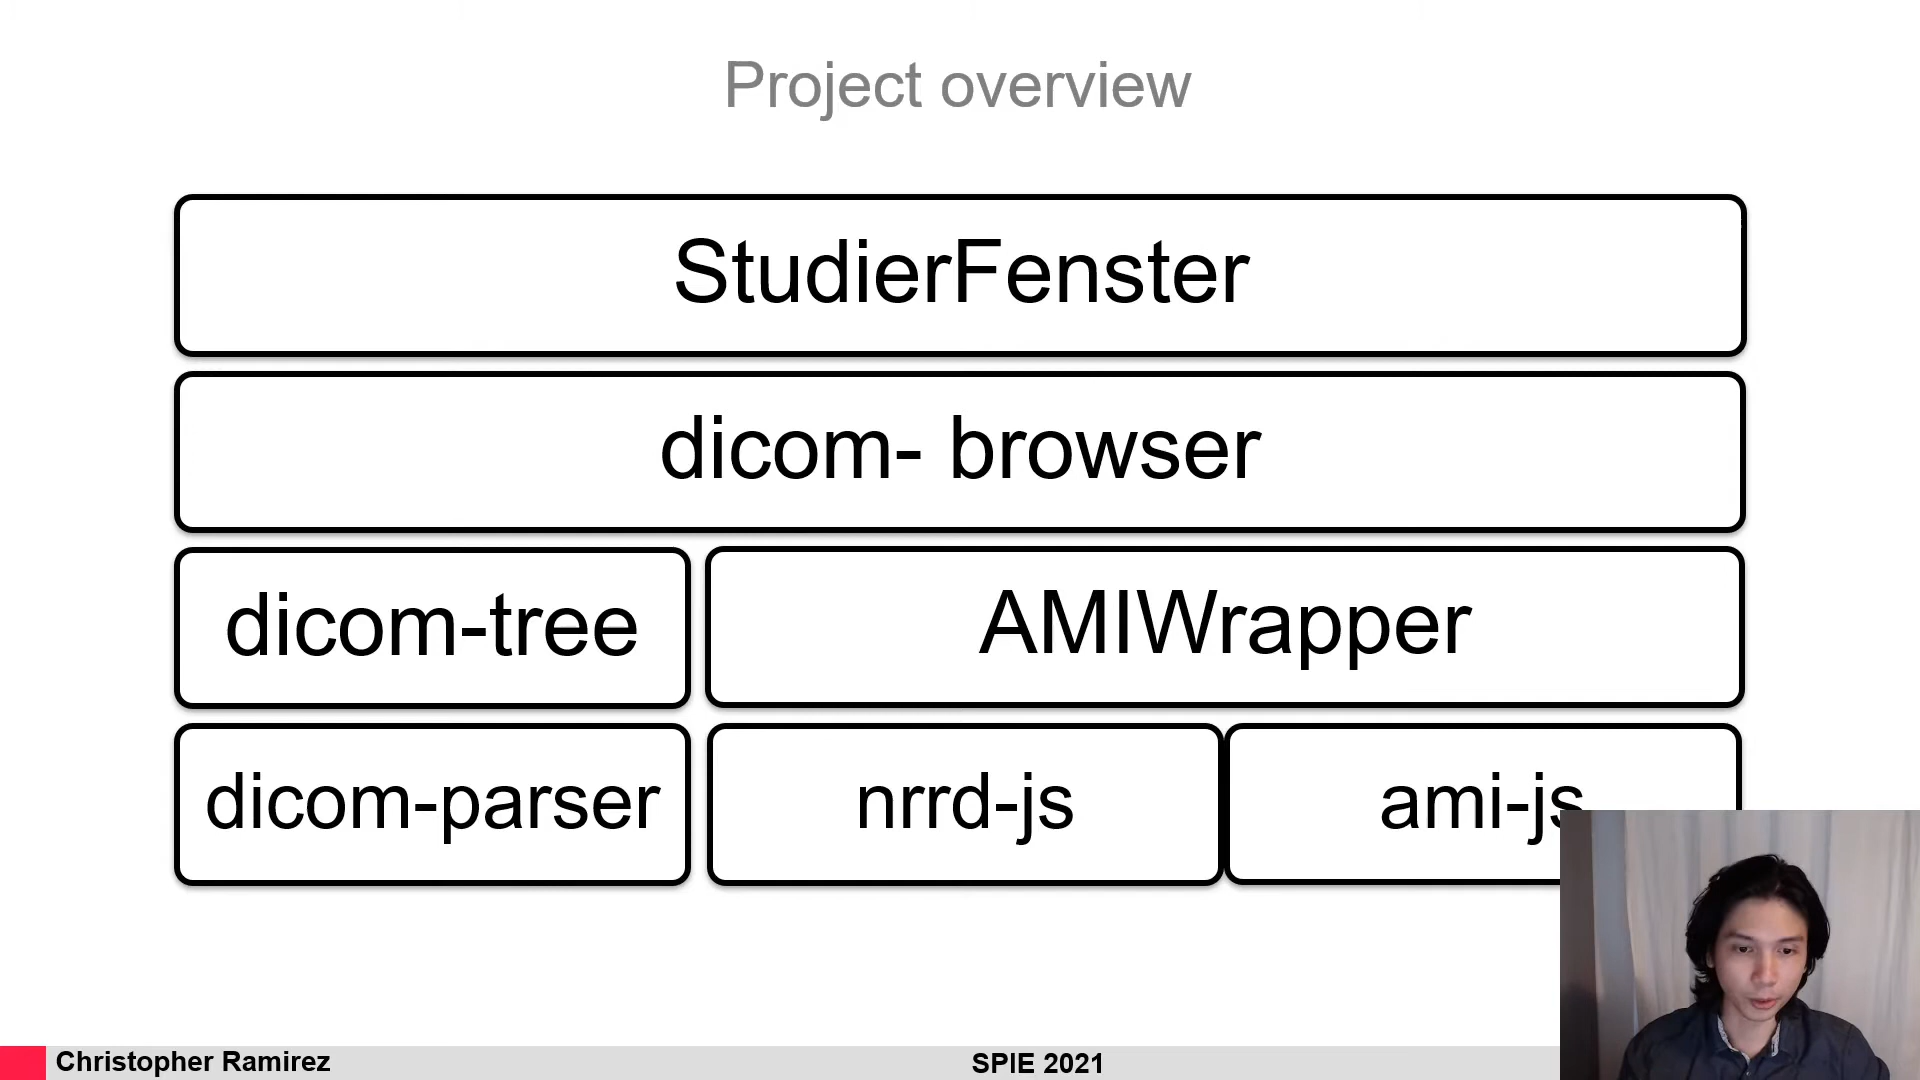 Project overview
StudierFenster
dicom- browser
dicom-tree
AMIWrapper
dicom-parser
nrrd-js
ami-js
Christopher Ramirez
SPIE 2021